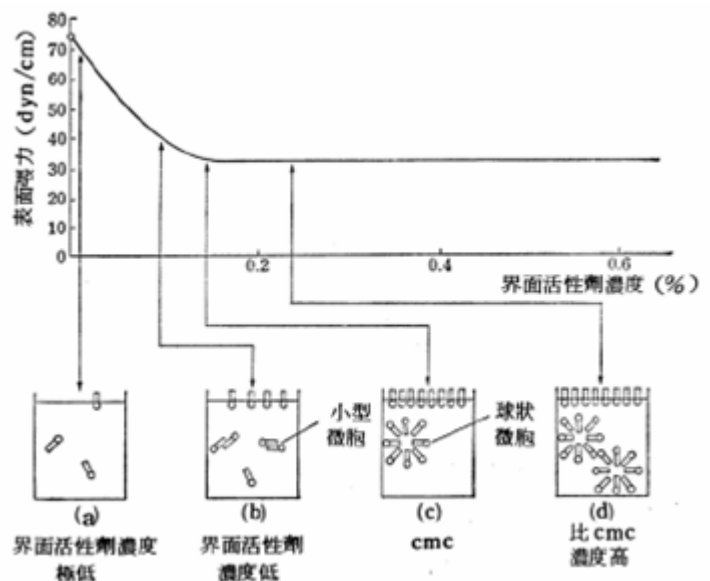 表面張力（dyn/cm）
80
70
60
50
40
30
20
10
0
0.2
0.4
0.6
界面活性劑濃度（%）
小型
微胞
球狀
微胞
(a)
界面活性劑濃度
極低
(b)
界面活性劑
濃度低
(c)
cmc
(d)
比cmc
濃度高